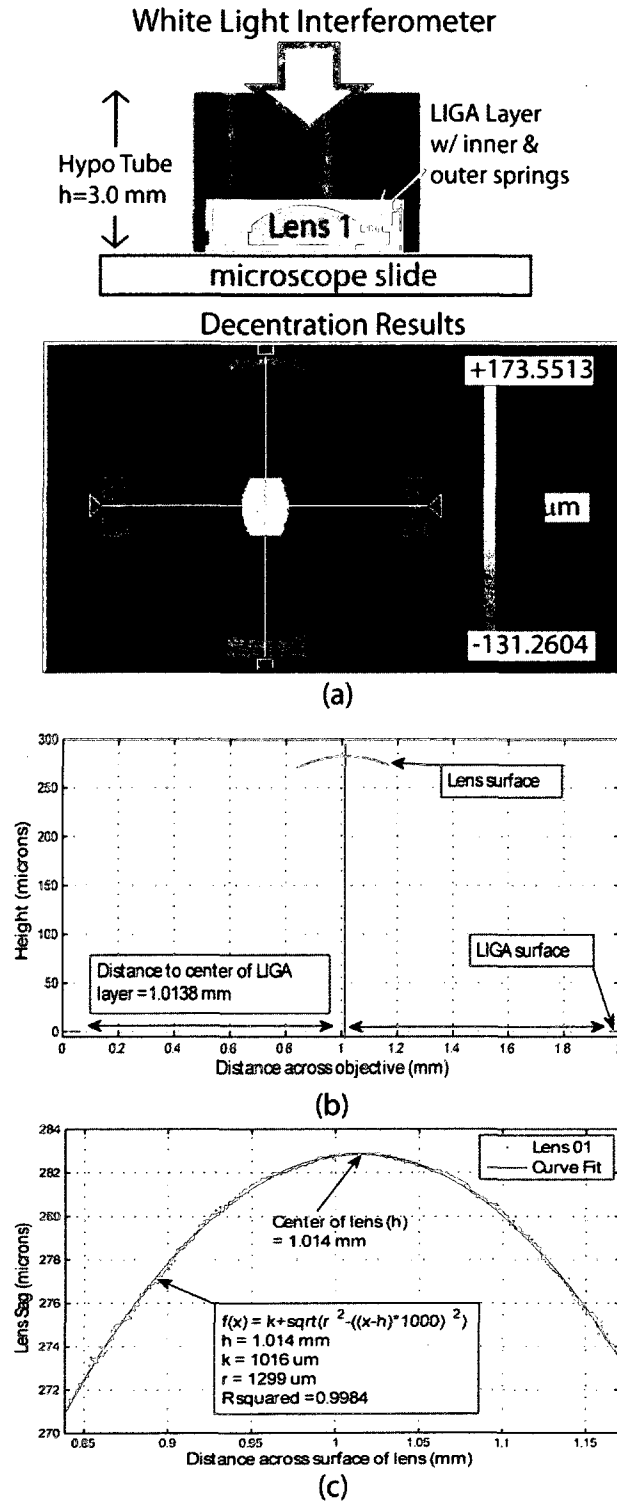 White Light Interferometer
Hypo Tube
h=3.0 mm
LIGA Layer
w/ inner &
outer springs
Lens 1
microscope slide
Decentration Results
+173.5513
um
-131.2604
(a)
Height (microns)
300
250
200
150
100
50
0
Lens surface
LIGA surface
Distance to center of LIGA
layer =1.0138 mm
0 0.2 0.4 0.6 0.8 1 1.2 1.4 1.6 1.8 2
Distance across objective (mm)
(b)
Lens Sag (microns)
284
282
280
278
276
274
272
270
Lens 01
Curve Fit
Center of lens (h)
= 1.014 mm
f(x) = k+sqrt(r ²-((x-h)*1000) ²)
h = 1.014 mm
k = 1016 um
r = 1299 um
Rsquared =0.9984
0.85 0.9 0.95 1 1.05 1.1 1.15
Distance across surface of lens (mm)
(c)